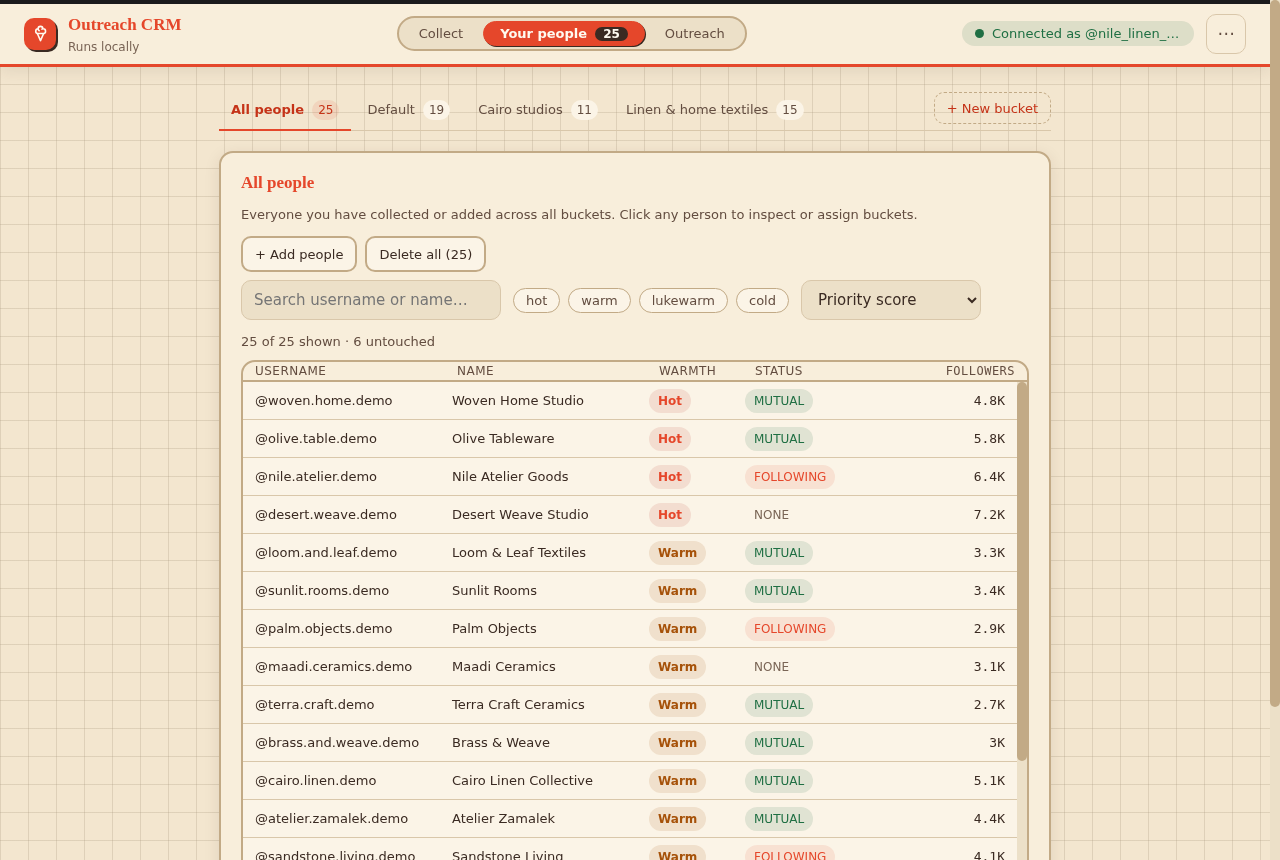 Outreach CRM
Runs locally
Collect
Your people 25
Outreach
Connected as @nile_linen_...
···
All people 25
Default 19
Cairo studios 11
Linen & home textiles 15
+ New bucket
All people
Everyone you have collected or added across all buckets. Click any person to inspect or assign buckets.
+ Add people
Delete all (25)
Search username or name...
hot
warm
lukewarm
cold
Priority score
25 of 25 shown · 6 untouched
USERNAME NAME WARMTH STATUS FOLLOWERS
@woven.home.demo Woven Home Studio Hot MUTUAL 4.8K
@olive.table.demo Olive Tableware Hot MUTUAL 5.8K
@nile.atelier.demo Nile Atelier Goods Hot FOLLOWING 6.4K
@desert.weave.demo Desert Weave Studio Hot NONE 7.2K
@loom.and.leaf.demo Loom & Leaf Textiles Warm MUTUAL 3.3K
@sunlit.rooms.demo Sunlit Rooms Warm MUTUAL 3.4K
@palm.objects.demo Palm Objects Warm FOLLOWING 2.9K
@maadi.ceramics.demo Maadi Ceramics Warm NONE 3.1K
@terra.craft.demo Terra Craft Ceramics Warm MUTUAL 2.7K
@brass.and.weave.demo Brass & Weave Warm MUTUAL 3K
@cairo.linen.demo Cairo Linen Collective Warm MUTUAL 5.1K
@atelier.zamalek.demo Atelier Zamalek Warm MUTUAL 4.4K
@sandstone.living.demo Sandstone Living Warm FOLLOWING 4.1K